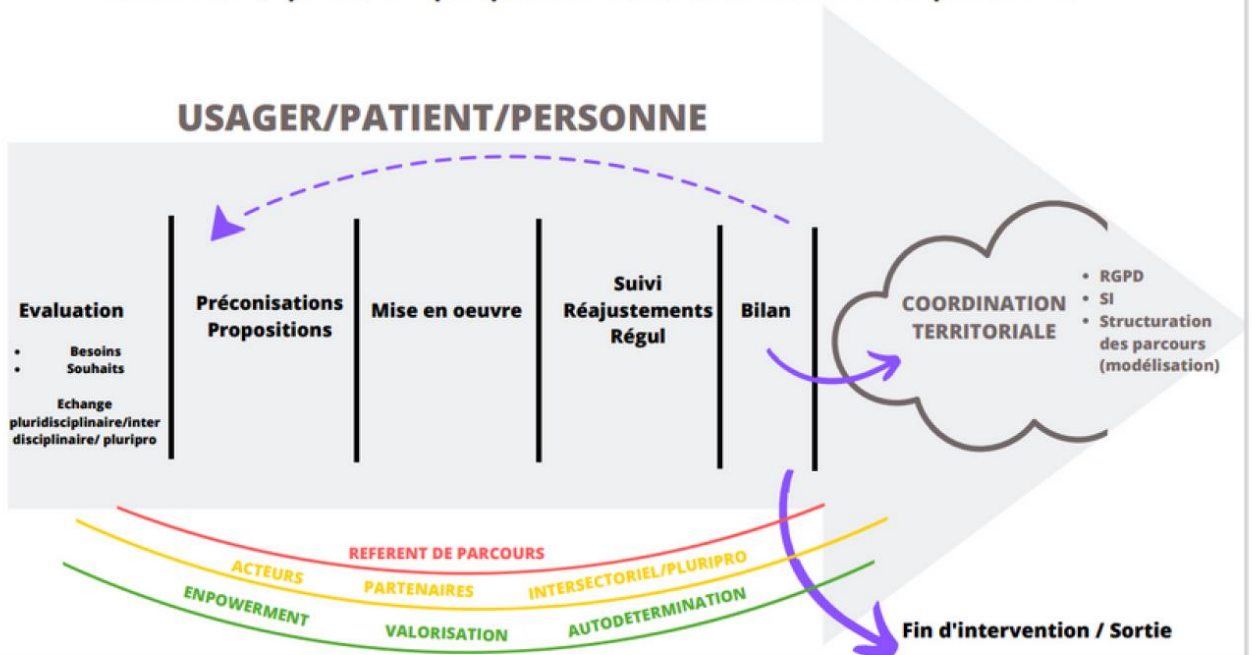 USAGER/PATIENT/PERSONNE
Evaluation
• Besoins
• Souhaits
Echange
pluridisciplinaire/inter
disciplinaire/ pluripro
Préconisations
Propositions
Mise en oeuvre
Suivi
Réajustements
Régul
Bilan
COORDINATION
TERRITORIALE
• RGPD
• SI
• Structuration
des parcours
(modélisation)
REFERENT DE PARCOURS
ACTEURS PARTENAIRES INTERSECTORIEL/PLURIPRO
ENPOWERMENT VALORISATION AUTODETERMINATION
Fin d'intervention / Sortie